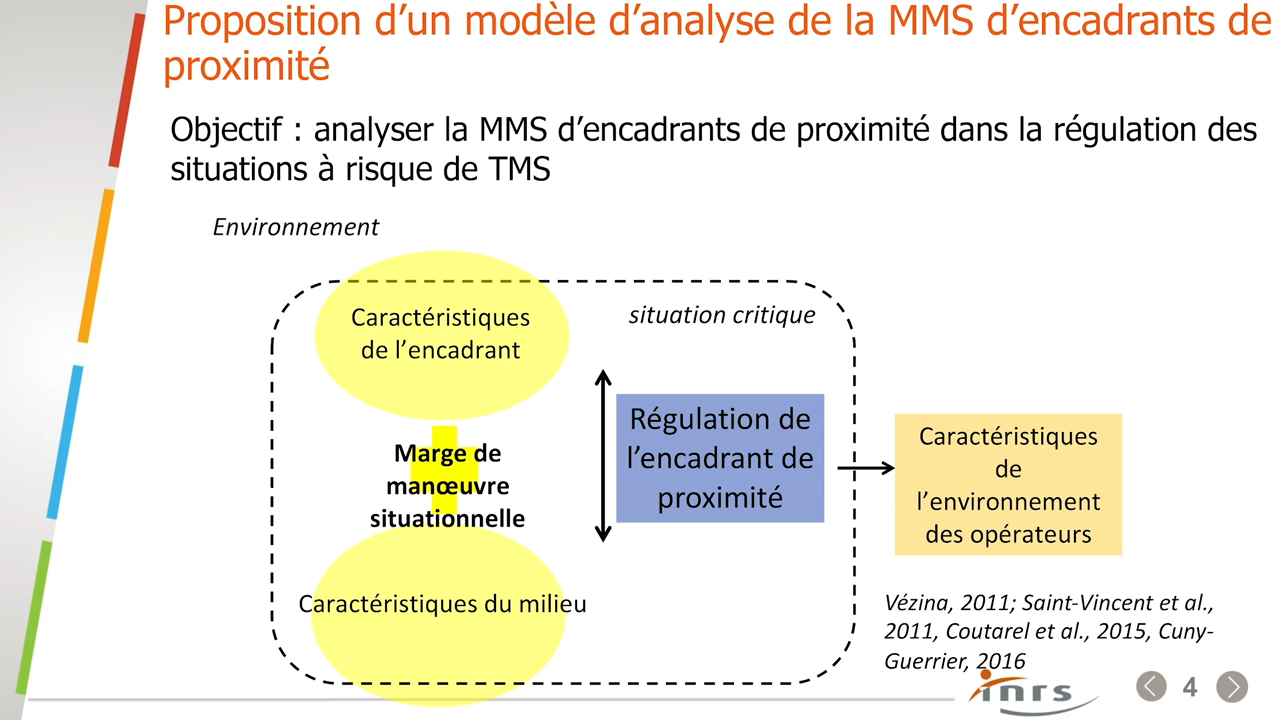 Proposition d’un modèle d’analyse de la MMS d’encadrants de
proximité
Objectif : analyser la MMS d’encadrants de proximité dans la régulation des
situations à risque de TMS
Environnement
Caractéristiques
de l’encadrant
situation critique
Marge de
manœuvre
situationnelle
Régulation de
l’encadrant de
proximité
Caractéristiques
de
l’environnement
des opérateurs
Caractéristiques du milieu
Vézina, 2011; Saint-Vincent et al.,
2011, Coutarel et al., 2015, Cuny-
Guerrier, 2016
inrs
4